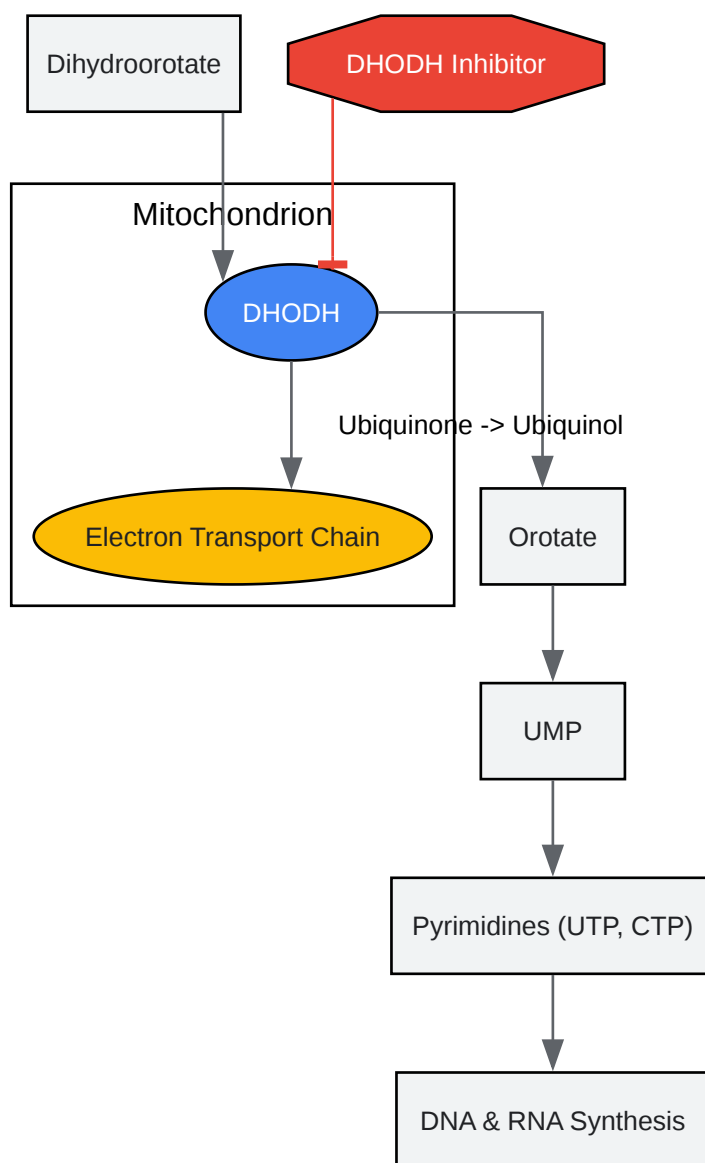 Dihydroorotate
DHODH Inhibitor
Mitochondrion
DHODH
Ubiquinone -> Ubiquinol
Electron Transport Chain
Orotate
UMP
Pyrimidines (UTP, CTP)
DNA & RNA Synthesis